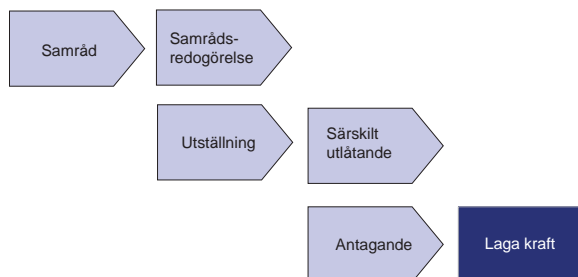 Samråd
Samråds-
redogörelse
Utställning
Särskilt
utlåtande
Antagande
Laga kraft